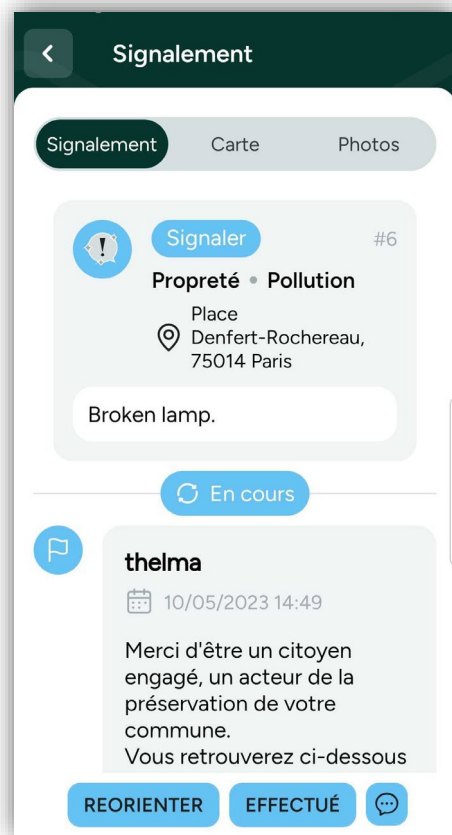 Signalement
Signalement Carte Photos
Signaler #6
Propreté • Pollution
Place
Denfert-Rochereau,
75014 Paris
Broken lamp.
En cours
thelma
10/05/2023 14:49
Merci d'être un citoyen
engagé, un acteur de la
préservation de votre
commune.
Vous retrouverez ci-dessous
REORIENTER EFFECTUÉ